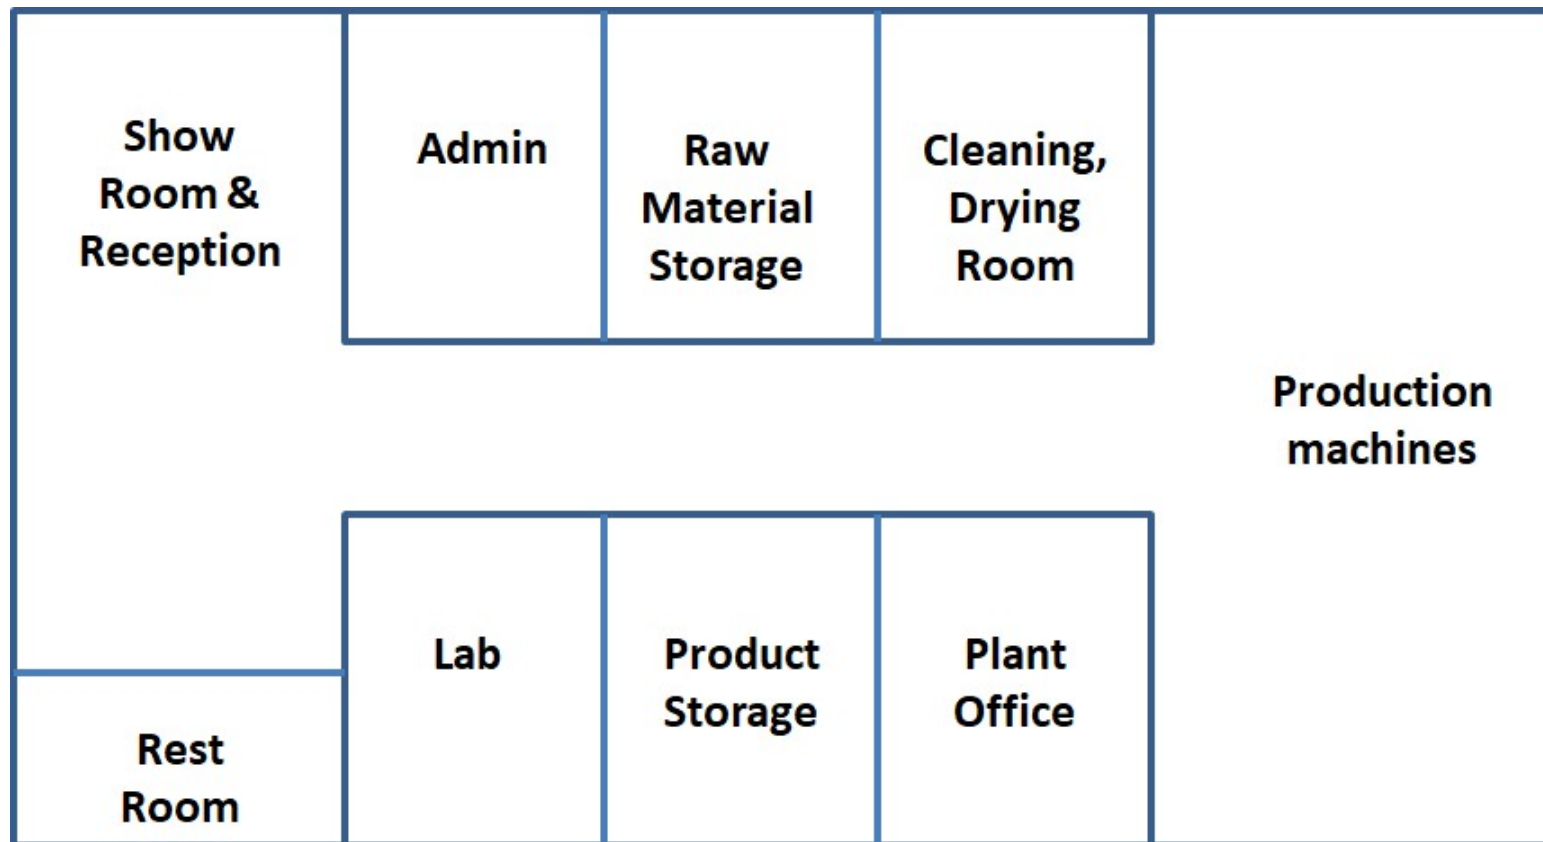 Show
Room &
Reception
Admin
Raw
Material
Storage
Cleaning,
Drying
Room
Production
machines
Lab
Product
Storage
Plant
Office
Rest
Room